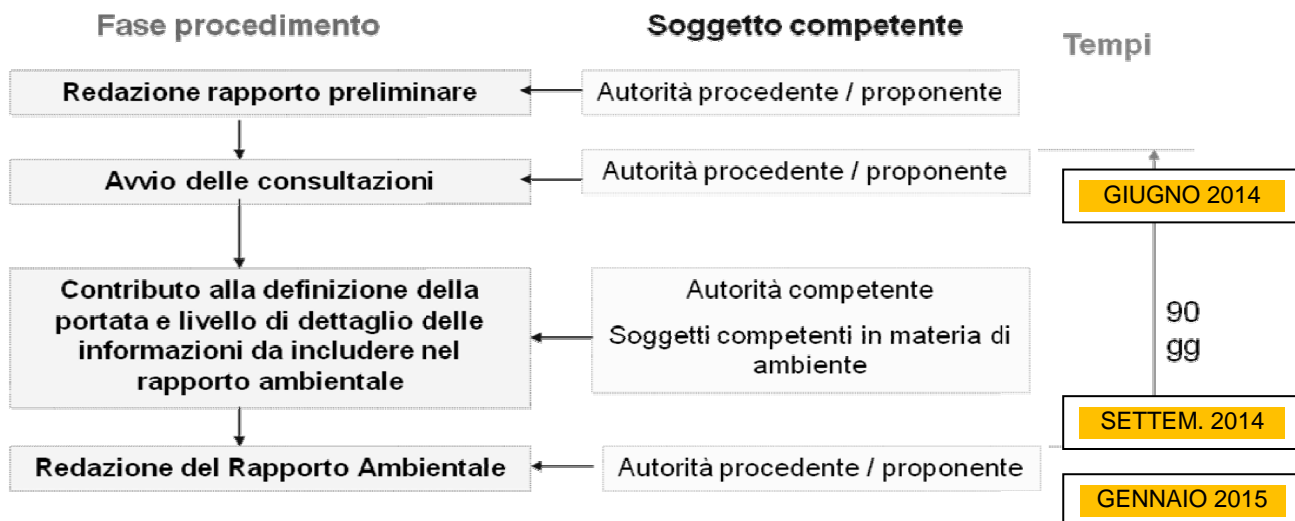 Fase procedimento
Soggetto competente
Tempi
Redazione rapporto preliminare
Autorità procedente / proponente
Avvio delle consultazioni
Autorità procedente / proponente
GIUGNO 2014
Contributo alla definizione della
portata e livello di dettaglio delle
informazioni da includere nel
rapporto ambientale
Autorità competente
Soggetti competenti in materia di
ambiente
90
gg
SETTEM. 2014
Redazione del Rapporto Ambientale
Autorità procedente / proponente
GENNAIO 2015